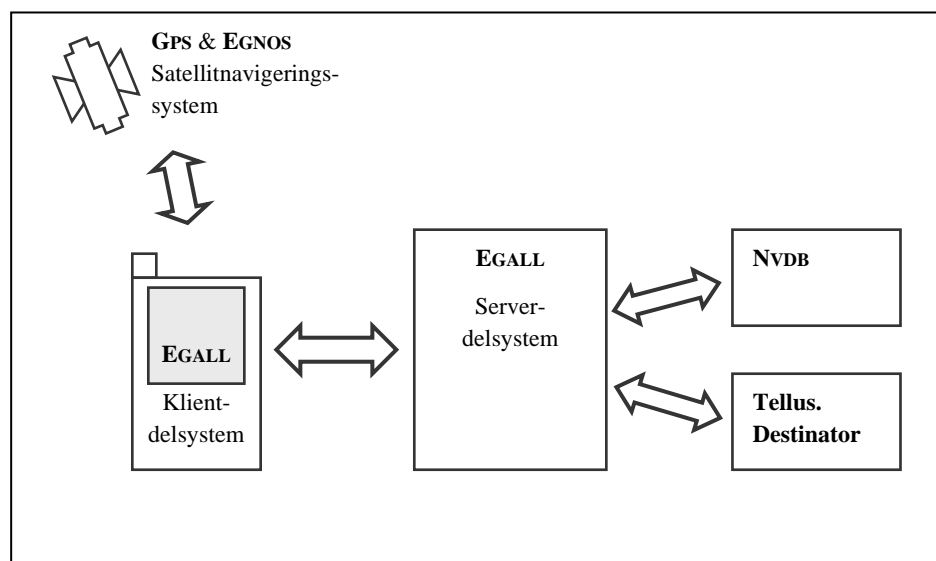 GPS & EGNOS
Satellitnavigerings-
system
EGALL
Klient-
delsystem
EGALL
Server-
delsystem
NVDB
Tellus.
Destinator